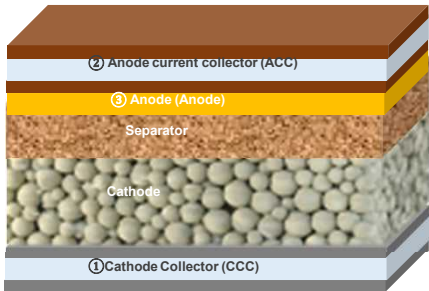 ② Anode current collector (ACC)
③ Anode (Anode)
Separator
Cathode
①Cathode Collector (CCC)